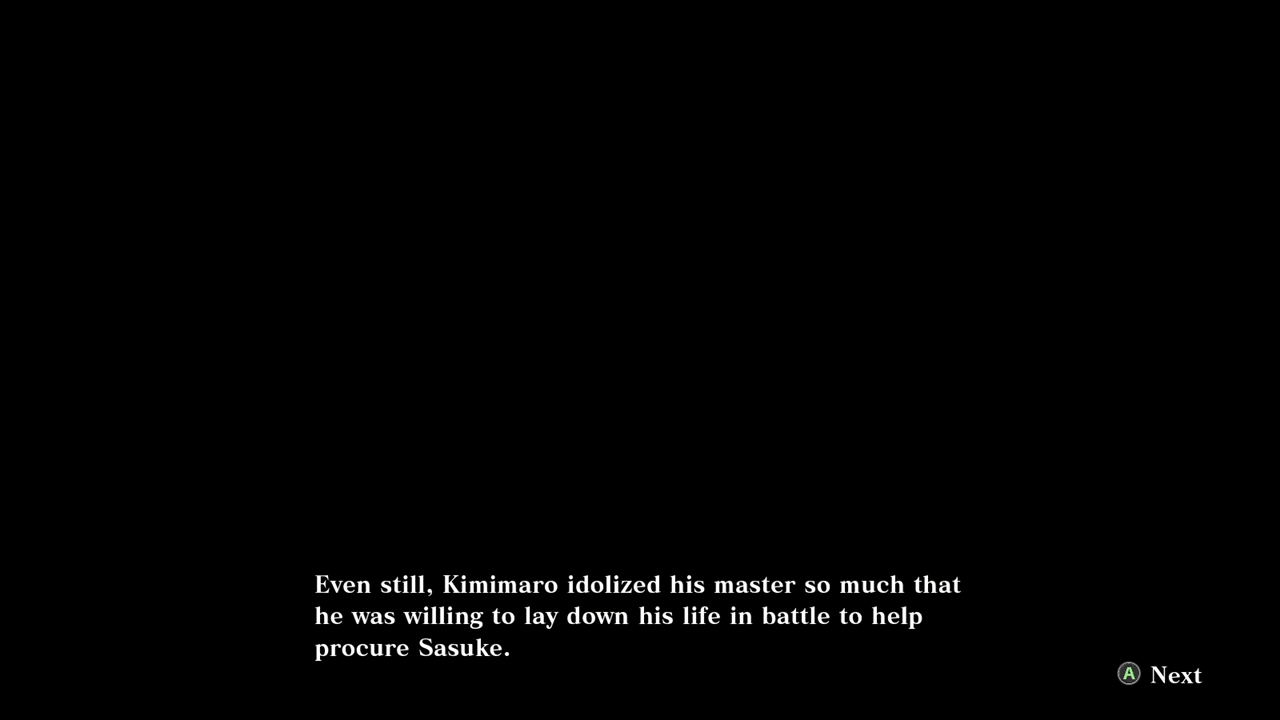 Even still, Kimimaro idolized his master so much that
he was willing to lay down his life in battle to help
procure Sasuke.
A Next